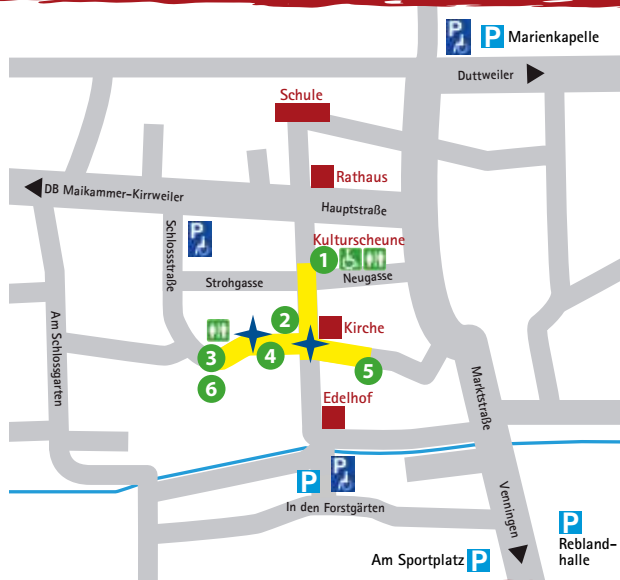 P Marienkapelle
Duttweiler
Schule
Rathaus
DB Maikammer-Kirrweiler
Hauptstraße
Schlossstraße
P
Kulturscheune
1
Strohgasse
Neugasse
2
Kirche
3
4
5
6
Am Schlossgarten
Edelhof
Marktstraße
P
P
In den Forstgärten
Venningen
P
Rebland-
halle
Am Sportplatz P
P